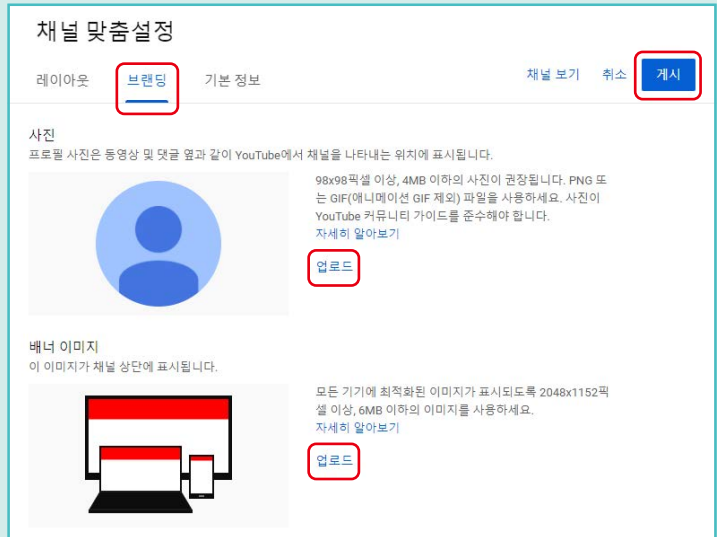 채널 맞춤설정
레이아웃 브랜딩 기본 정보 채널 보기 취소 게시
사진
프로필 사진은 동영상 및 댓글 옆과 같이 YouTube에서 채널을 나타내는 위치에 표시됩니다.
98x98픽셀 이상, 4MB 이하의 사진이 권장됩니다. PNG 또
는 GIF(애니메이션 GIF 제외) 파일을 사용하세요. 사진이
YouTube 커뮤니티 가이드를 준수해야 합니다.
자세히 알아보기
업로드
배너 이미지
이 이미지가 채널 상단에 표시됩니다.
모든 기기에 최적화된 이미지가 표시되도록 2048x1152픽
셀 이상, 6MB 이하의 이미지를 사용하세요.
자세히 알아보기
업로드